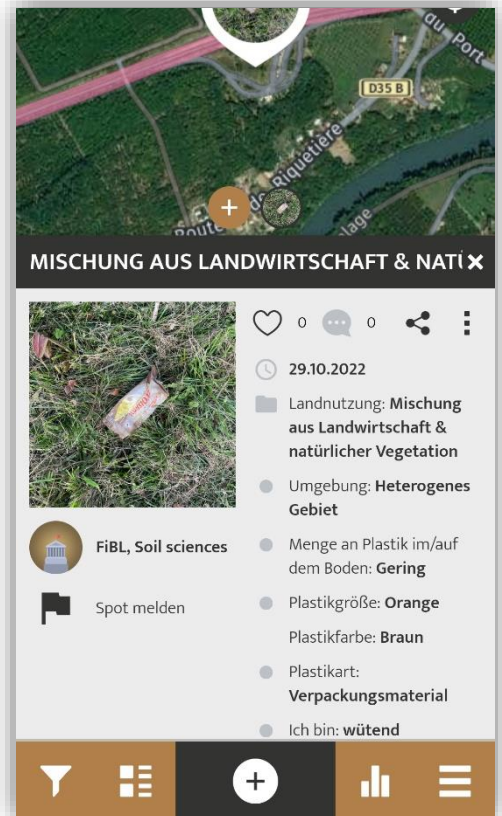 au Port
D35 B
Route de Riquetière
MISCHUNG AUS LANDWIRTSCHAFT & NATÜ
0 0
29.10.2022
Landnutzung: Mischung
aus Landwirtschaft &
natürlicher Vegetation
Umgebung: Heterogenes
Gebiet
FiBL, Soil sciences
Menge an Plastik im/auf
dem Boden: Gering
Spot melden
Plastikgröße: Orange
Plastikfarbe: Braun
Plastikart:
Verpackungsmaterial
Ich bin: wütend